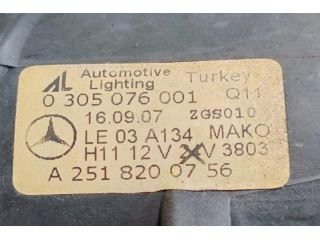 AL Automotive Lighting Turkey
0 305 076 001 Q11
16.09.07 ZGS010
LE 03 A134 MAKO
H11 12 V V 3803
A 251 820 07 56